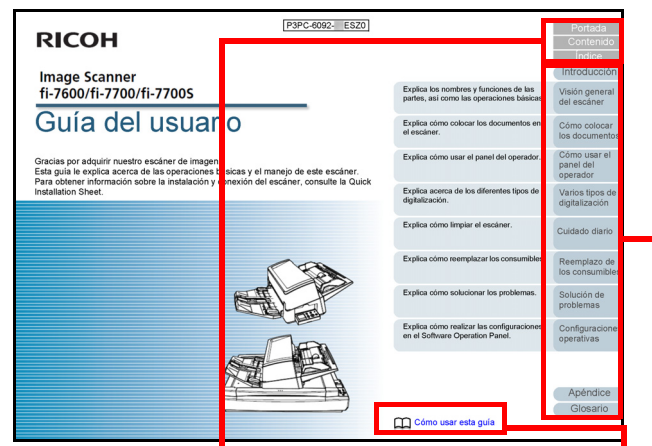 P3PC-6092- ESZ0
RICOH
Image Scanner
fi-7600/fi-7700/fi-7700S
Guía del usuario
Gracias por adquirir nuestro escáner de imagen.
Esta guía le explica acerca de las operaciones básicas y el manejo de este escáner.
Para obtener información sobre la instalación y conexión del escáner, consulte la Quick
Installation Sheet.
Portada
Contenido
Índice
Introducción
Explica los nombres y funciones de las
partes, así como las operaciones básicas
Visión general
del escáner
Explica cómo colocar los documentos en
el escáner.
Cómo colocar
los documentos
Explica cómo usar el panel del operador.
Cómo usar el
panel del
operador
Explica acerca de los diferentes tipos de
digitalización.
Varios tipos de
digitalización
Explica cómo limpiar el escáner.
Cuidado diario
Explica cómo reemplazar los consumibles
Reemplazo de
los consumibles
Explica cómo solucionar los problemas.
Solución de
problemas
Explica cómo realizar las configuraciones
en el Software Operation Panel.
Configuracione
operativas
Apéndice
Glosario
Cómo usar esta guía